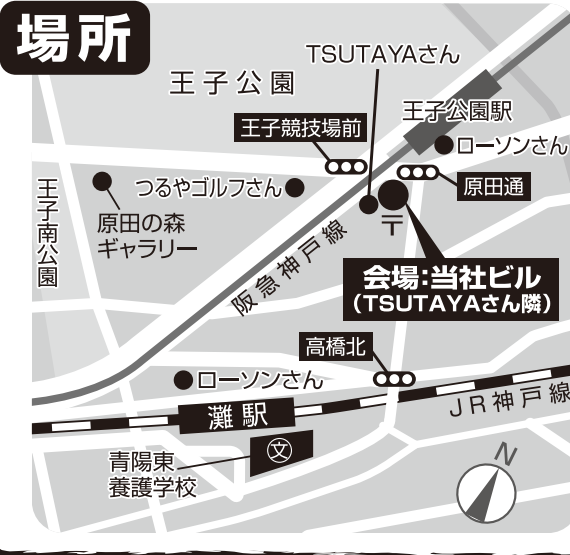 場所
TSUTAYAさん
王子公園
王子公園駅
王子競技場前
ローソンさん
原田通
王子南公園
つるやゴルフさん
原田の森
ギャラリー
〒
阪急神戸線
会場:当社ビル
(TSUTAYAさん隣)
高橋北
ローソンさん
灘駅
JR神戸線
文
青陽東
養護学校
N